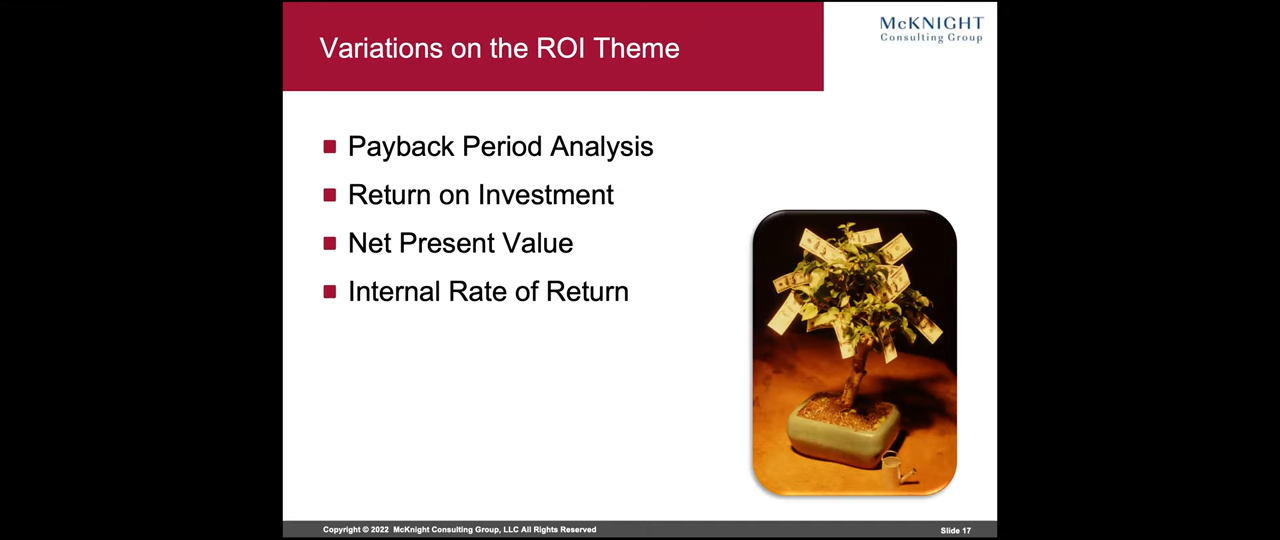 Variations on the ROI Theme
McKNIGHT
Consulting Group
Payback Period Analysis
Return on Investment
Net Present Value
Internal Rate of Return
Copyright © 2022 McKnight Consulting Group, LLC All Rights Reserved
Slide 17